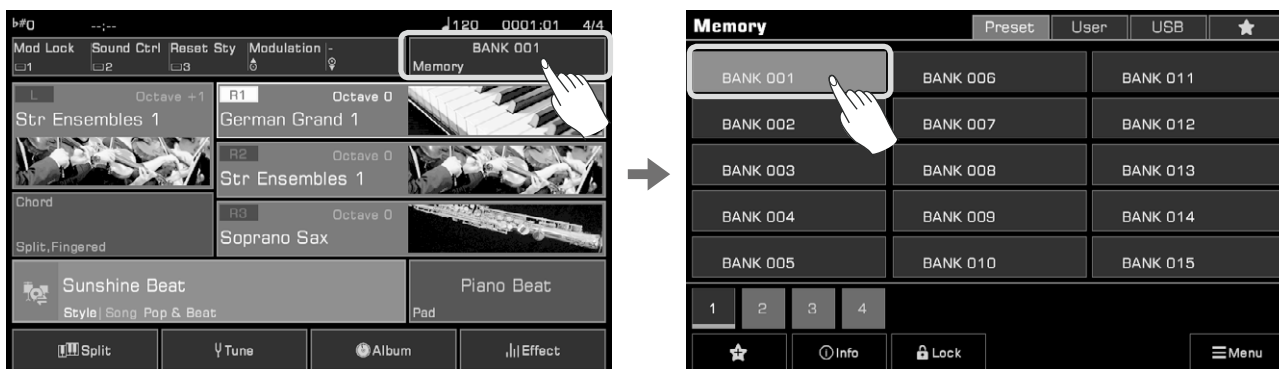 ♭#0 --:-- ♩120 0001:01 4/4
Mod Lock Sound Ctrl Reset Sty Modulation - BANK 001
1 2 3 Memory
L Octave +1 R1 Octave 0
Str Ensembles 1 German Grand 1
R2 Octave 0
Str Ensembles 1
Chord
R3 Octave 0
Soprano Sax
Split,Fingered
Sunshine Beat Piano Beat
Style| Song Pop & Beat Pad
Split Tune Album Effect
Memory Preset User USB
BANK 001 BANK 006 BANK 011
BANK 002 BANK 007 BANK 012
BANK 003 BANK 008 BANK 013
BANK 004 BANK 009 BANK 014
BANK 005 BANK 010 BANK 015
1 2 3 4
Info Lock Menu